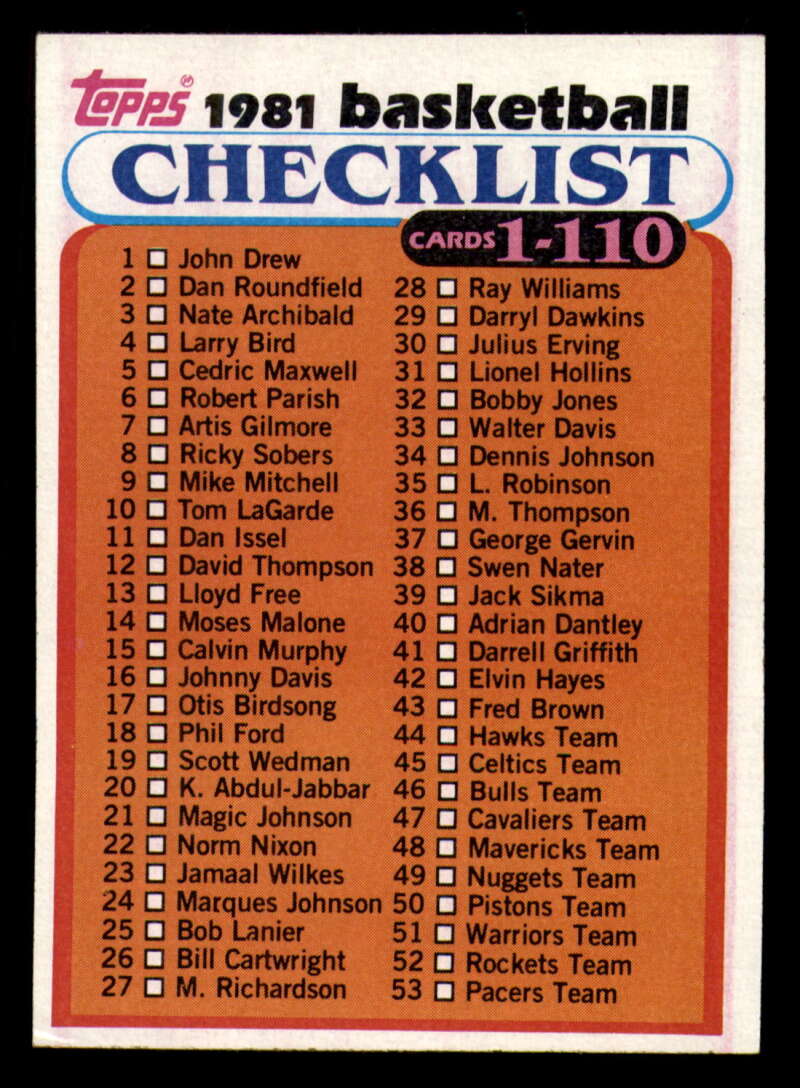 TOPPS® 1981 basketball
CHECKLIST
CARDS 1-110
1 John Drew
2 Dan Roundfield
3 Nate Archibald
4 Larry Bird
5 Cedric Maxwell
6 Robert Parish
7 Artis Gilmore
8 Ricky Sobers
9 Mike Mitchell
10 Tom LaGarde
11 Dan Issel
12 David Thompson
13 Lloyd Free
14 Moses Malone
15 Calvin Murphy
16 Johnny Davis
17 Otis Birdsong
18 Phil Ford
19 Scott Wedman
20 K. Abdul-Jabbar
21 Magic Johnson
22 Norm Nixon
23 Jamaal Wilkes
24 Marques Johnson
25 Bob Lanier
26 Bill Cartwright
27 M. Richardson
28 Ray Williams
29 Darryl Dawkins
30 Julius Erving
31 Lionel Hollins
32 Bobby Jones
33 Walter Davis
34 Dennis Johnson
35 L. Robinson
36 M. Thompson
37 George Gervin
38 Swen Nater
39 Jack Sikma
40 Adrian Dantley
41 Darrell Griffith
42 Elvin Hayes
43 Fred Brown
44 Hawks Team
45 Celtics Team
46 Bulls Team
47 Cavaliers Team
48 Mavericks Team
49 Nuggets Team
50 Pistons Team
51 Warriors Team
52 Rockets Team
53 Pacers Team